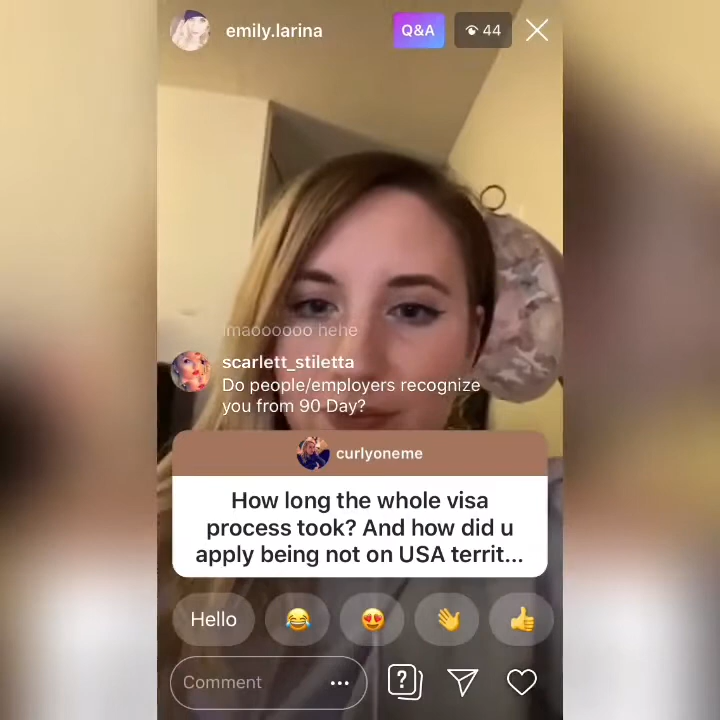 emily.larina
Q&A
44
lmaoooooo hehe
scarlett_stiletta
Do people/employers recognize
you from 90 Day?
curlyoneme
How long the whole visa
process took? And how did u
apply being not on USA territ...
Hello
Comment